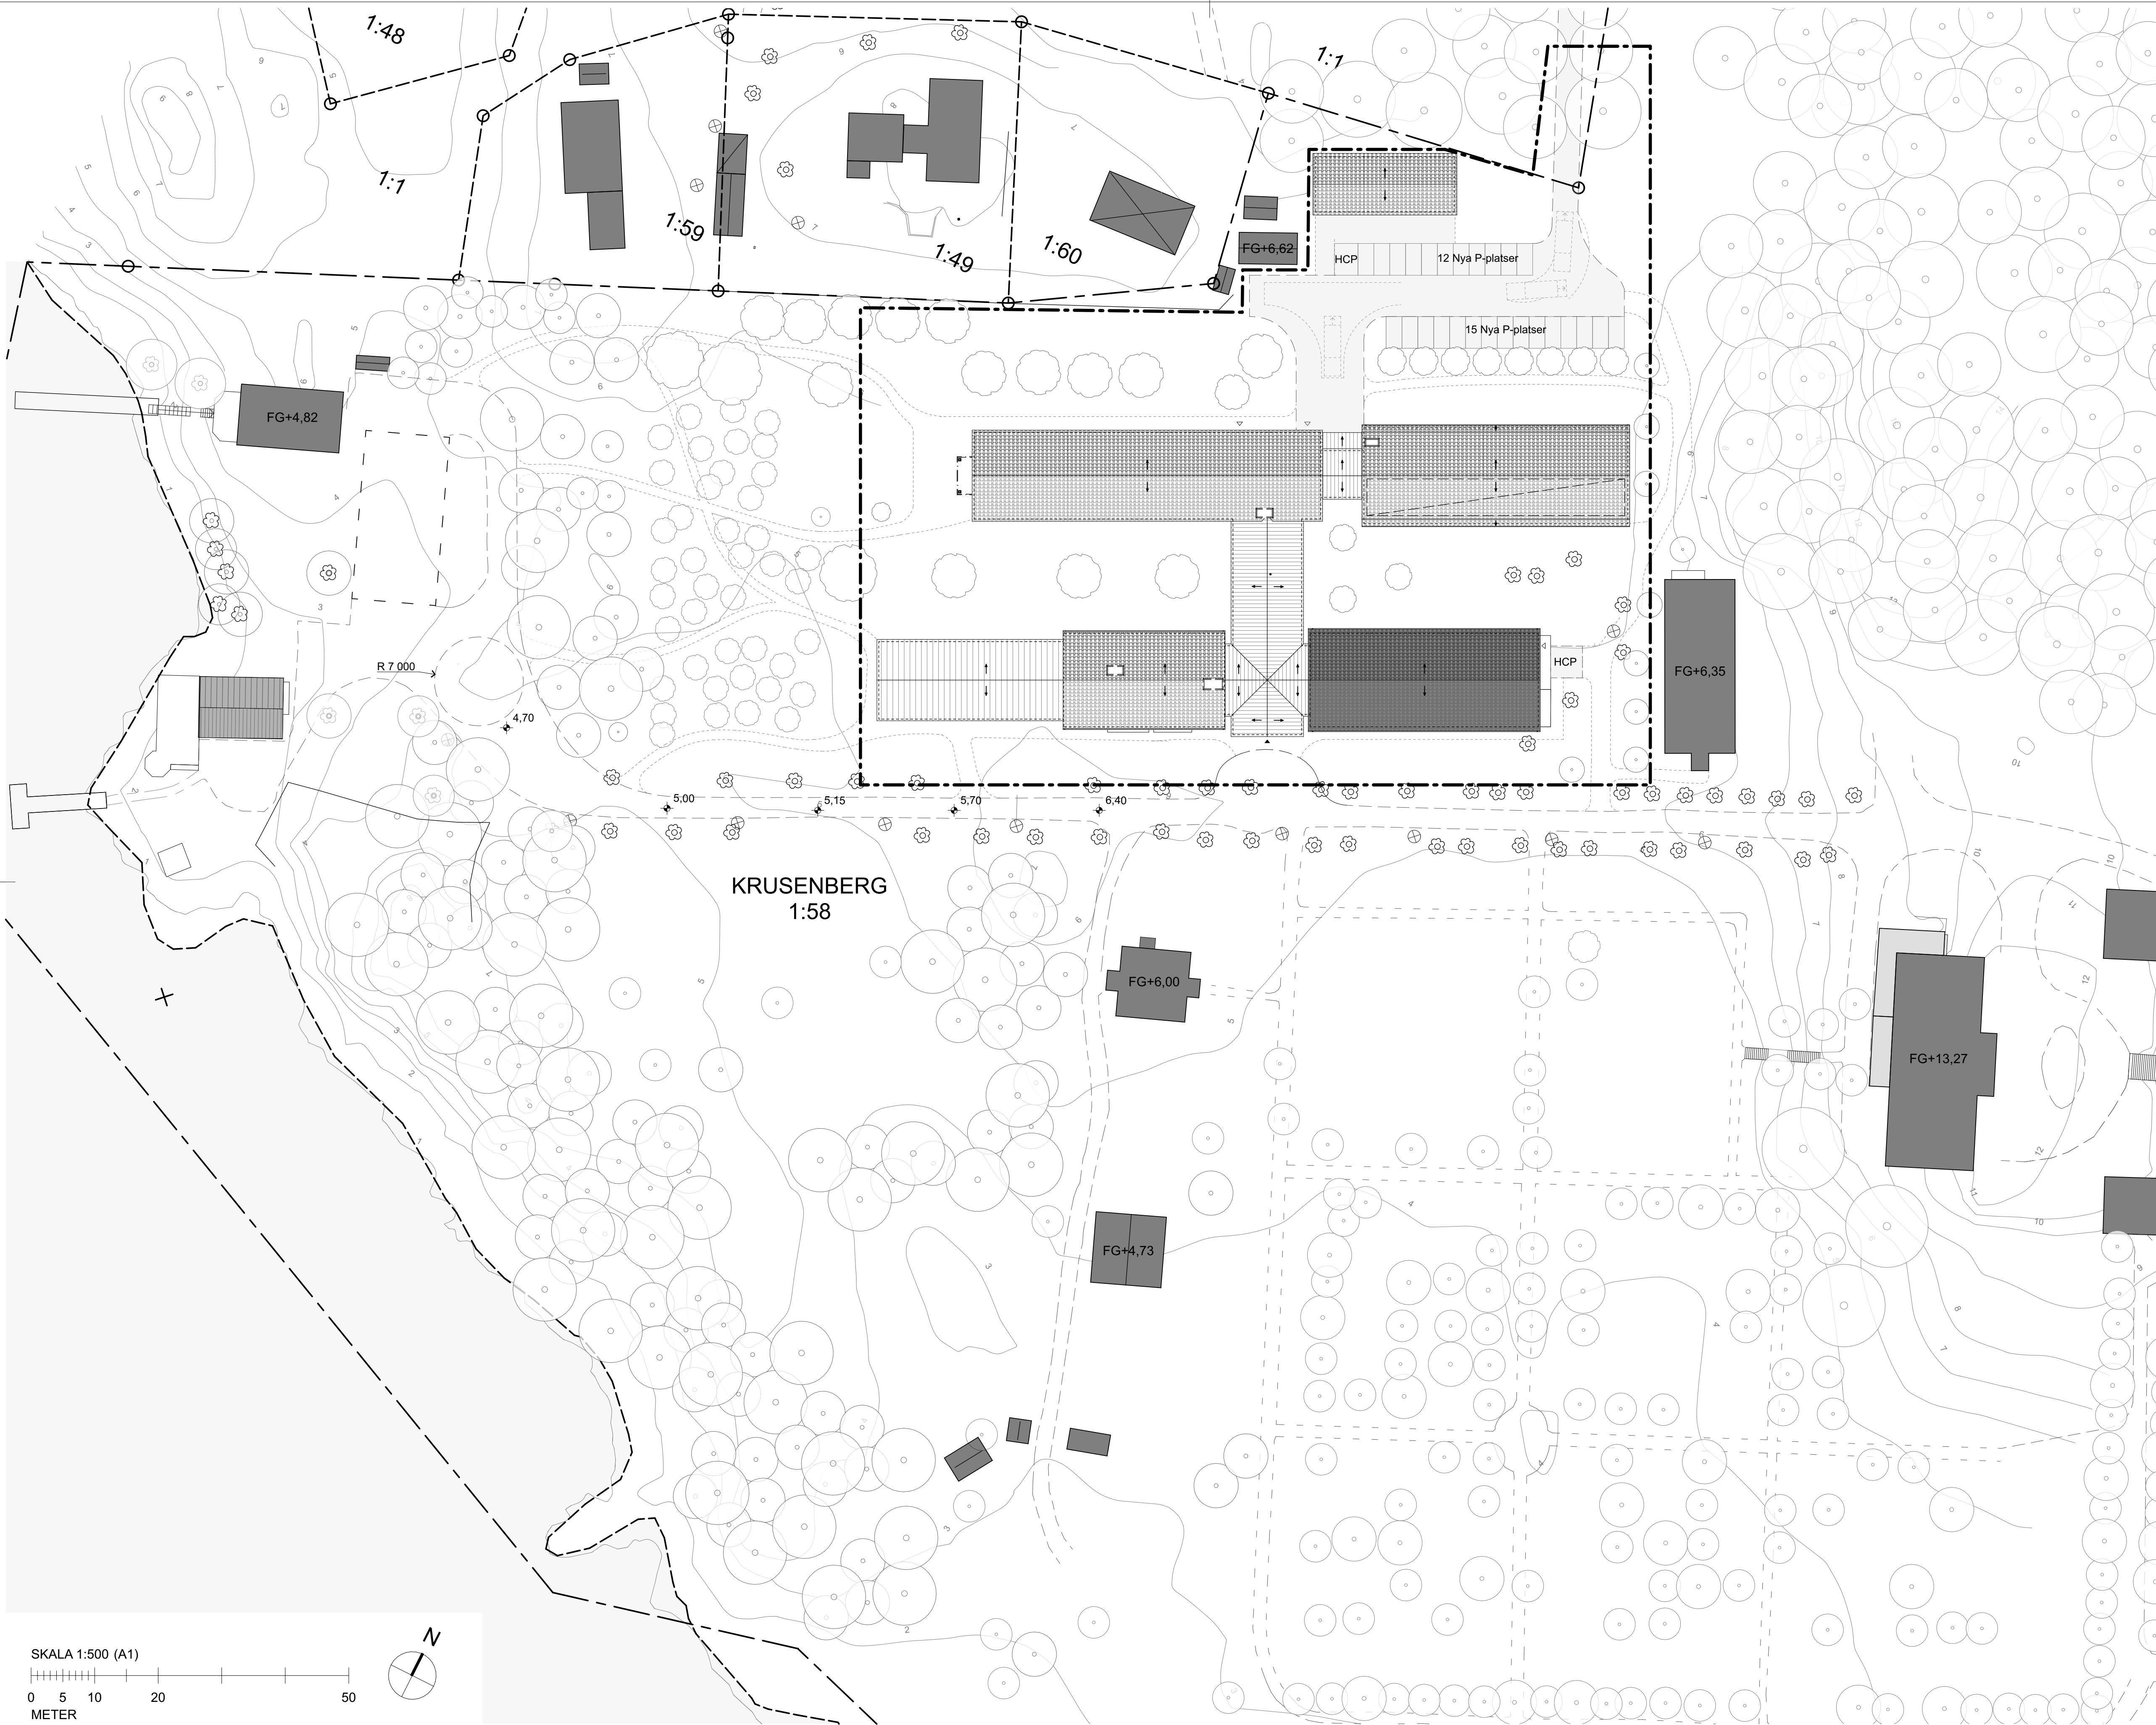 1:48
1:1
1:1
1:59
1:49
1:60
FG+6,62
HCP
12 Nya P-platser
15 Nya P-platser
FG+4,82
R 7 000
4,70
HCP
FG+6,35
5,00
5,15
5,70
6,40
KRUSENBERG
1:58
FG+6,00
FG+13,27
FG+4,73
N
SKALA 1:500 (A1)
0 5 10 20 50
METER